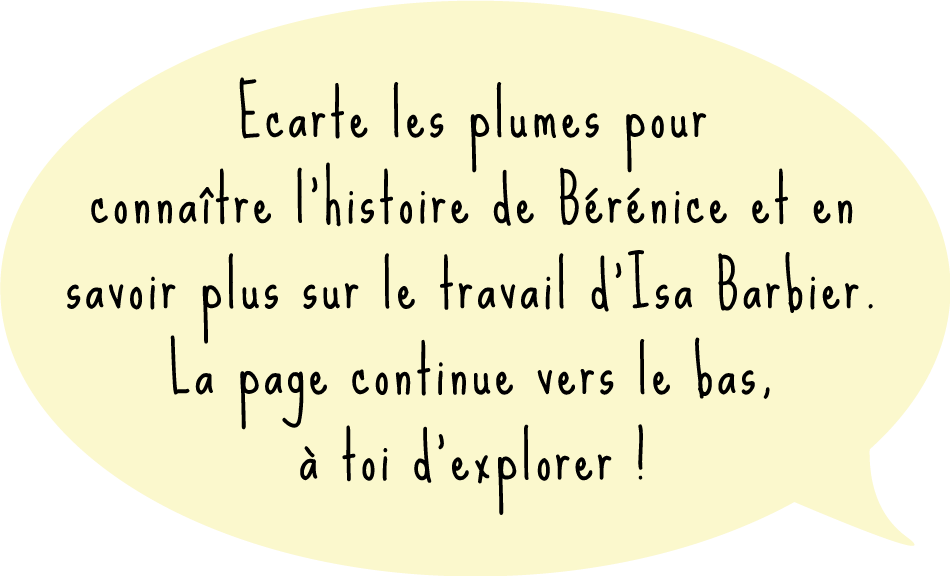 Ecarte les plumes pour
connaître l'histoire de Bérénice et en
savoir plus sur le travail d'Isa Barbier.
La page continue vers le bas,
à toi d'explorer !